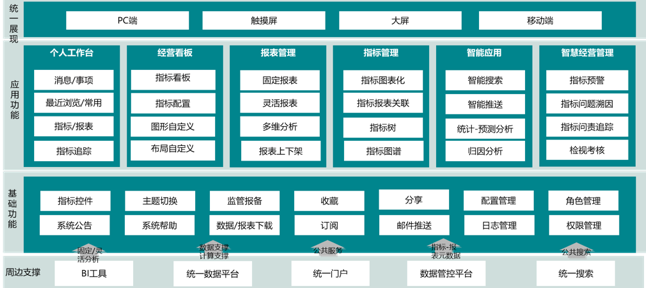 统一展现
PC端
触摸屏
大屏
移动端
应用功能
个人工作台
经营看板
报表管理
指标管理
智能应用
智慧经营管理
消息/事项
指标看板
固定报表
指标图表化
智能搜索
指标预警
最近浏览/常用
指标配置
灵活报表
指标报表关联
智能推送
指标问题溯因
指标/报表
图形自定义
多维分析
指标树
统计-预测分析
指标问责追踪
指标追踪
布局自定义
报表上下架
指标图谱
归因分析
检视考核
基础功能
指标控件
主题切换
监管报备
收藏
分享
配置管理
角色管理
系统公告
系统帮助
数据/报表下载
订阅
邮件推送
日志管理
权限管理
固定/灵
活分析
数据支撑
计算支撑
公共服务
指标-报
表元数据
公共搜索
周边支撑
BI工具
统一数据平台
统一门户
数据管控平台
统一搜索